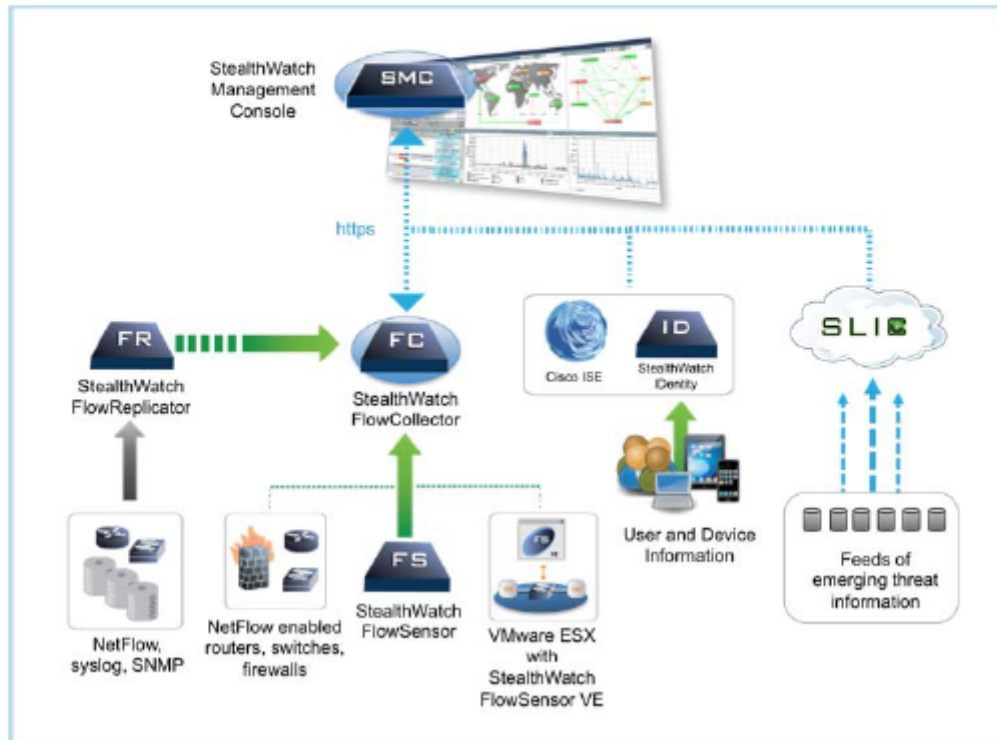 StealthWatch
Management
Console
SMC
https
FR
StealthWatch
FlowReplicator
FC
StealthWatch
FlowCollector
Cisco ISE
ID
StealthWatch
IDentity
SLIC
NetFlow,
syslog, SNMP
NetFlow enabled
routers, switches,
firewalls
FS
StealthWatch
FlowSensor
FS
VE
VMware ESX
with
StealthWatch
FlowSensor VE
User and Device
Information
Feeds of
emerging threat
information